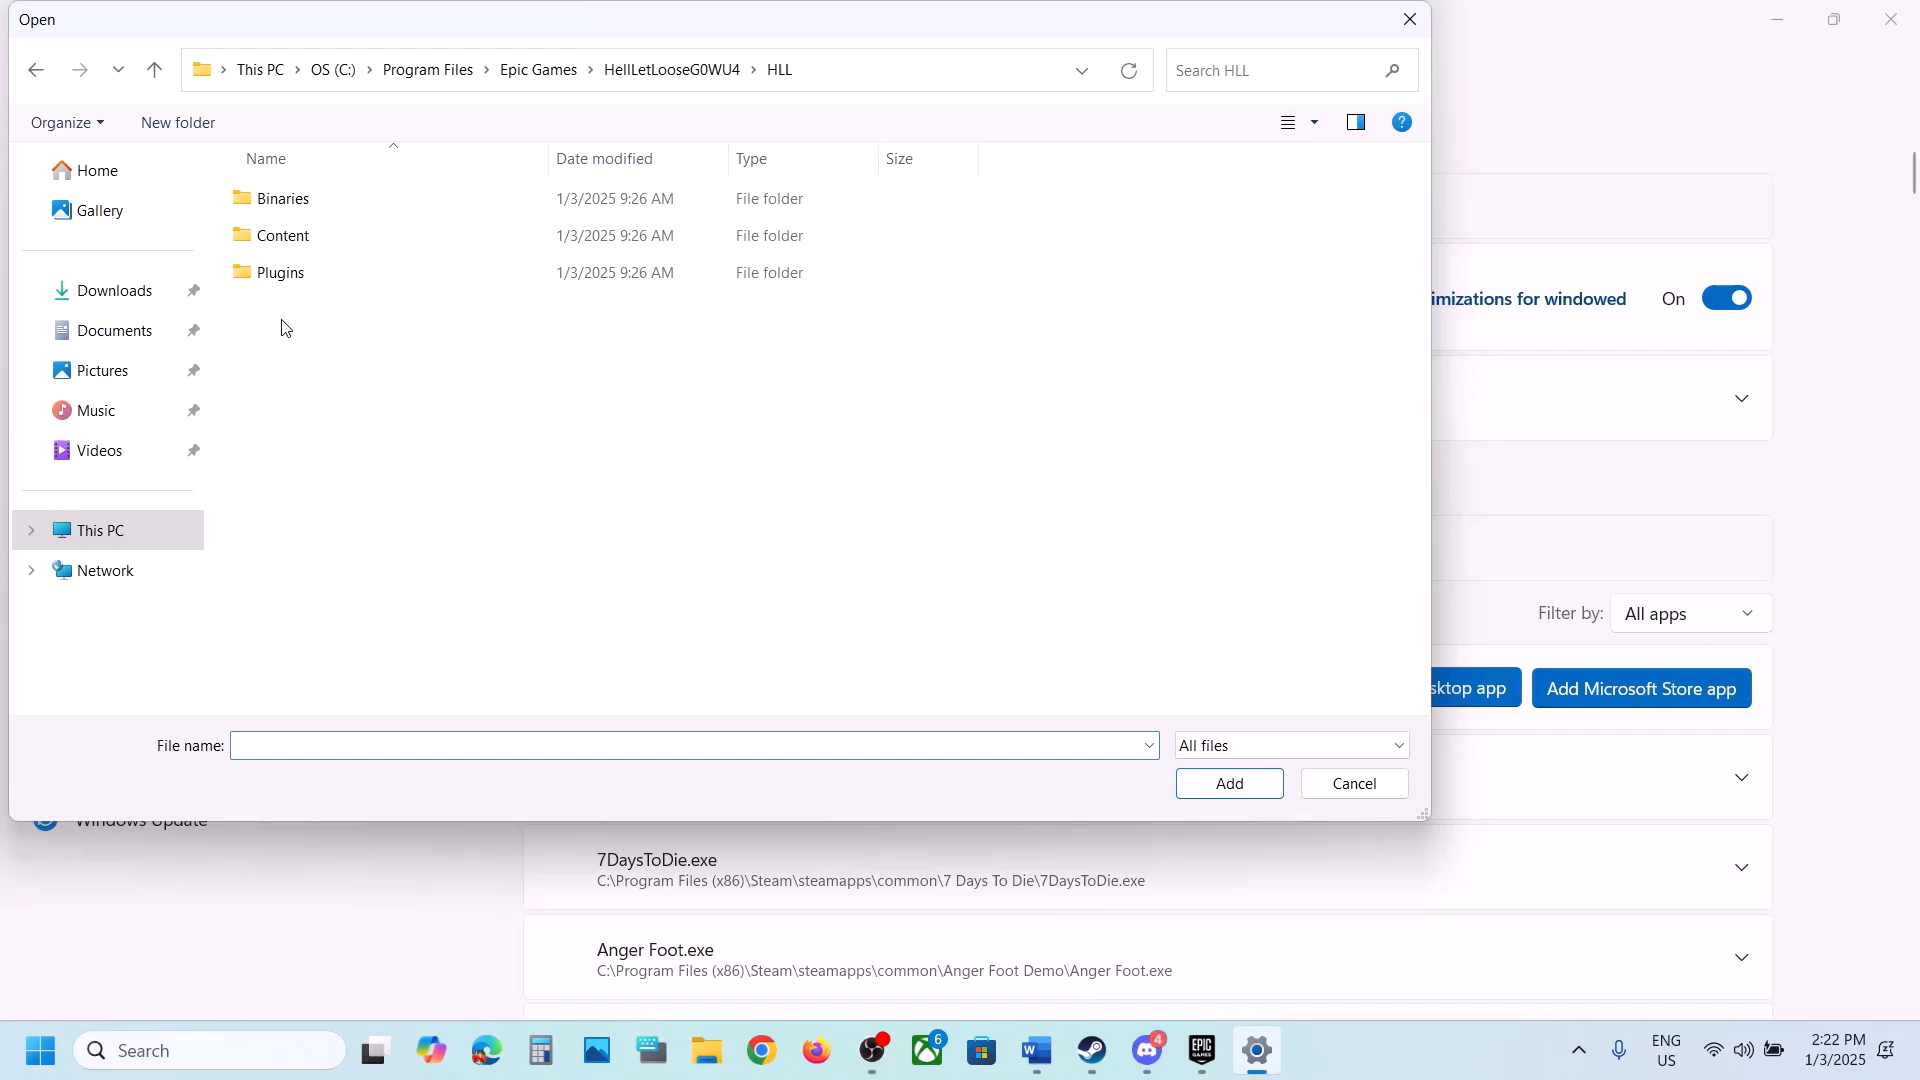 Open
This PC > OS (C:) > Program Files > Epic Games > HellLetLooseG0WU4 > HLL
Search HLL
Organize
New folder
Home
Gallery
Downloads
Documents
Pictures
Music
Videos
This PC
Network
Name
Date modified
Type
Size
Binaries
1/3/2025 9:26 AM
File folder
Content
1/3/2025 9:26 AM
File folder
Plugins
1/3/2025 9:26 AM
File folder
File name:
All files
Add
Cancel
imizations for windowed
On
Filter by:
All apps
sktop app
Add Microsoft Store app
Windows Update
7DaysToDie.exe
C:\Program Files (x86)\Steam\steamapps\common\7 Days To Die\7DaysToDie.exe
Anger Foot.exe
C:\Program Files (x86)\Steam\steamapps\common\Anger Foot Demo\Anger Foot.exe
Search
6
W
4
EPIC
GAMES
ENG
US
2:22 PM
1/3/2025